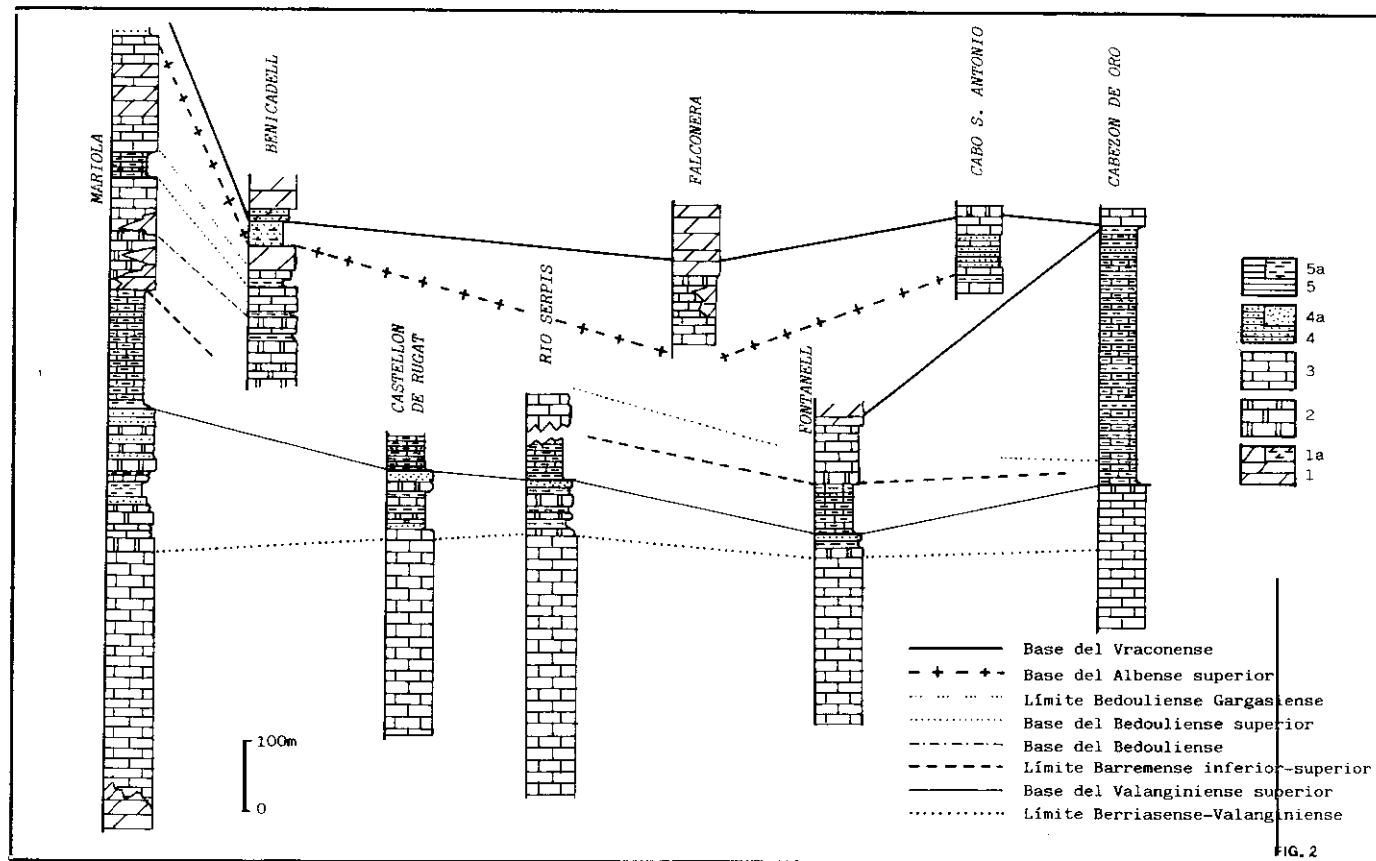 MARIOLA
BENICADELL
CASTELLON
DE RUGAT
RIO SERPIS
FALCONERA
FONTANELL
CABO S. ANTONIO
CABEZON DE ORO
5a
5
4a
4
3
2
1a
1
100m
0
Base del Vraconense
Base del Albense superior
Límite Bedouliense Gargasiense
Base del Bedouliense superior
Base del Bedouliense
Límite Barremense inferior-superior
Base del Valanginiense superior
Límite Berriasense-Valanginiense
FIG. 2